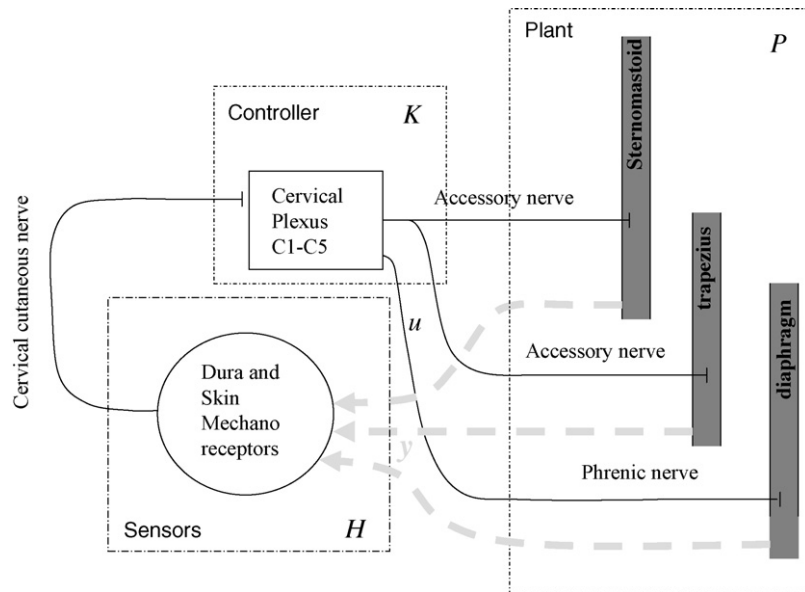 Plant
P
Sternomastoid
Controller
K
Cervical
Plexus
C1-C5
Accessory nerve
trapezius
diaphragm
Cervical cutaneous nerve
u
Accessory nerve
Dura and
Skin
Mechano
receptors
y
Phrenic nerve
Sensors
H